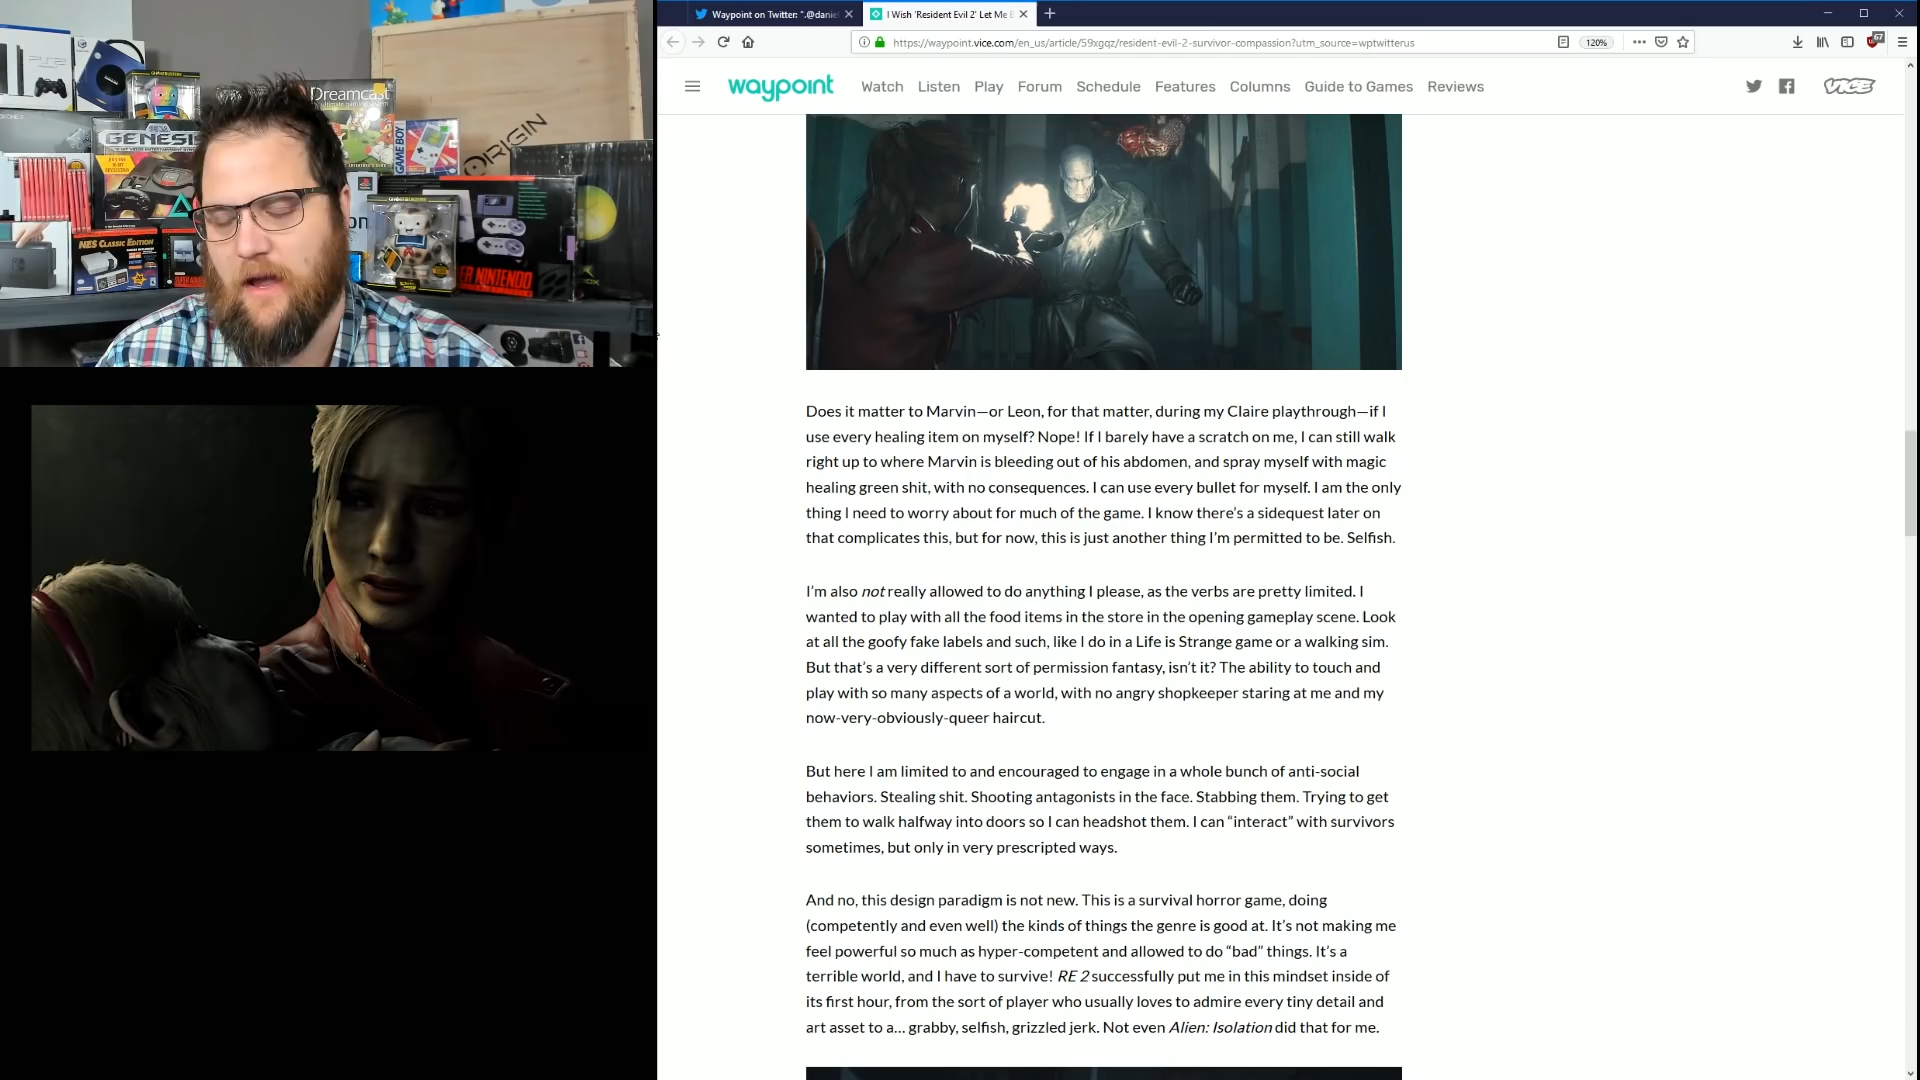 Waypoint on Twitter: ".@danie
I Wish 'Resident Evil 2' Let Me B
https://waypoint.vice.com/en_us/article/59xgqz/resident-evil-2-survivor-compassion?utm_source=wptwitterus
120%
67
waypoint
Watch Listen Play Forum Schedule Features Columns Guide to Games Reviews
VICE
PS2
GHOSTBUSTERS
Dreamcast
GENESIS
GAME BOY
ORIGIN
GHOSTBUSTERS
NES CLASSIC EDITION
SUPER NINTENDO
XBOX
Does it matter to Marvin—or Leon, for that matter, during my Claire playthrough—if I
use every healing item on myself? Nope! If I barely have a scratch on me, I can still walk
right up to where Marvin is bleeding out of his abdomen, and spray myself with magic
healing green shit, with no consequences. I can use every bullet for myself. I am the only
thing I need to worry about for much of the game. I know there's a sidequest later on
that complicates this, but for now, this is just another thing I'm permitted to be. Selfish.
I'm also not really allowed to do anything I please, as the verbs are pretty limited. I
wanted to play with all the food items in the store in the opening gameplay scene. Look
at all the goofy fake labels and such, like I do in a Life is Strange game or a walking sim.
But that's a very different sort of permission fantasy, isn't it? The ability to touch and
play with so many aspects of a world, with no angry shopkeeper staring at me and my
now-very-obviously-queer haircut.
But here I am limited to and encouraged to engage in a whole bunch of anti-social
behaviors. Stealing shit. Shooting antagonists in the face. Stabbing them. Trying to get
them to walk halfway into doors so I can headshot them. I can “interact” with survivors
sometimes, but only in very prescripted ways.
And no, this design paradigm is not new. This is a survival horror game, doing
(competently and even well) the kinds of things the genre is good at. It's not making me
feel powerful so much as hyper-competent and allowed to do “bad” things. It's a
terrible world, and I have to survive! RE 2 successfully put me in this mindset inside of
its first hour, from the sort of player who usually loves to admire every tiny detail and
art asset to a... grabby, selfish, grizzled jerk. Not even Alien: Isolation did that for me.